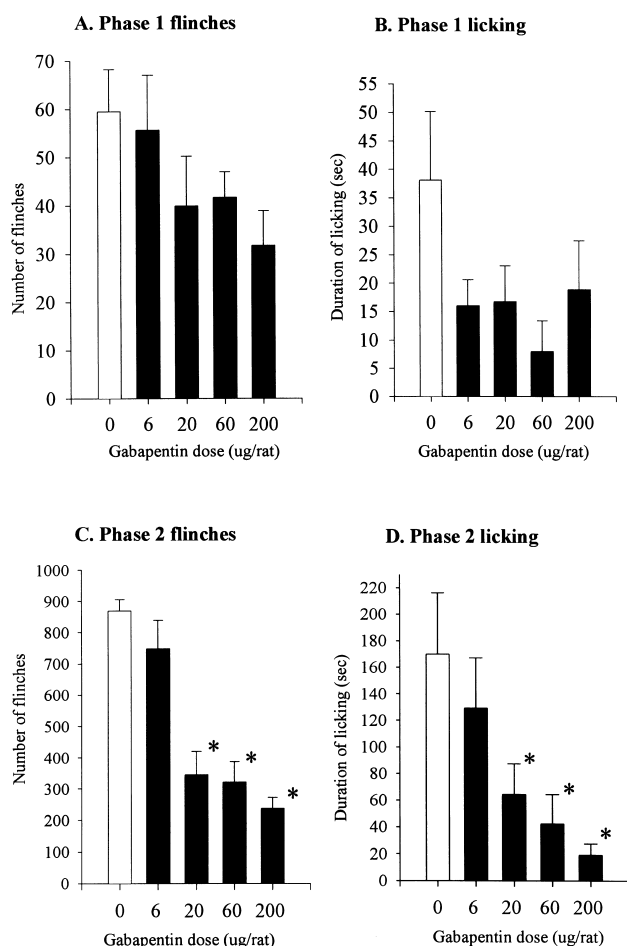 A. Phase 1 flinches
Number of flinches
70
60
50
40
30
20
10
0
0 6 20 60 200
Gabapentin dose (ug/rat)
B. Phase 1 licking
Duration of licking (sec)
55
50
45
40
35
30
25
20
15
10
5
0
0 6 20 60 200
Gabapentin dose (ug/rat)
C. Phase 2 flinches
Number of flinches
1000
900
800
700
600
500
400
300
200
100
0
* * *
0 6 20 60 200
Gabapentin dose (ug/rat)
D. Phase 2 licking
Duration of licking (sec)
220
200
180
160
140
120
100
80
60
40
20
0
* * *
0 6 20 60 200
Gabapentin dose (ug/rat)